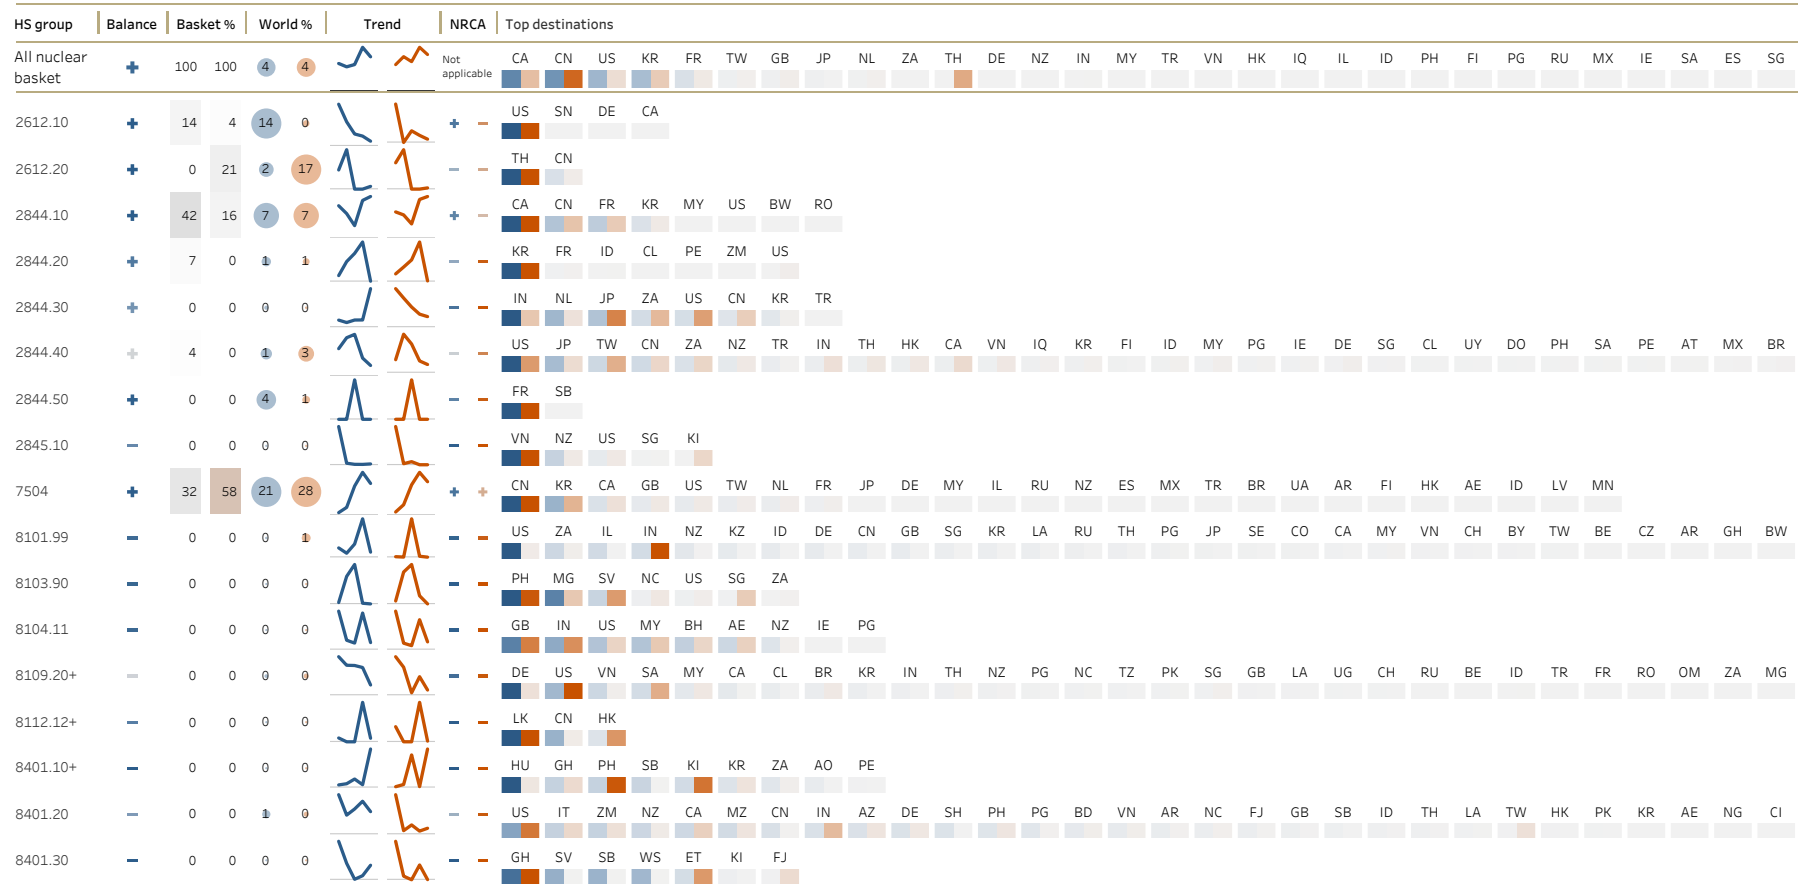 HS group Balance Basket % World % Trend NRCA Top destinations
All nuclear basket 100 100 4 4 Not applicable CA CN US KR FR TW GB JP NL ZA TH DE NZ IN MY TR VN HK IQ IL ID PH FI PG RU MX IE SA ES SG
2612.10 14 4 14 0 US SN DE CA
2612.20 0 21 2 17 TH CN
2844.10 42 16 7 7 CA CN FR KR MY US BW RO
2844.20 7 0 1 1 KR FR ID CL PE ZM US
2844.30 0 0 0 0 IN NL JP ZA US CN KR TR
2844.40 4 0 1 3 US JP TW CN ZA NZ TR IN TH HK CA VN IQ KR FI ID MY PG IE DE SG CL UY DO PH SA PE AT MX BR
2844.50 0 0 4 1 FR SB
2845.10 0 0 0 0 VN NZ US SG KI
7504 32 58 21 28 CN KR CA GB US TW NL FR JP DE MY IL RU NZ ES MX TR BR UA AR FI HK AE ID LV MN
8101.99 0 0 0 1 US ZA IL IN NZ KZ ID DE CN GB SG KR LA RU TH PG JP SE CO CA MY VN CH BY TW BE CZ AR GH BW
8103.90 0 0 0 0 PH MG SV NC US SG ZA
8104.11 0 0 0 0 GB IN US MY BH AE NZ IE PG
8109.20+ 0 0 0 0 DE US VN SA MY CA CL BR KR IN TH NZ PG NC TZ PK SG GB LA UG CH RU BE ID TR FR RO OM ZA MG
8112.12+ 0 0 0 0 LK CN HK
8401.10+ 0 0 0 0 HU GH PH SB KI KR ZA AO PE
8401.20 0 0 1 0 US IT ZM NZ CA MZ CN IN AZ DE SH PH PG BD VN AR NC FJ GB SB ID TH LA TW HK PK KR AE NG CI
8401.30 0 0 0 0 GH SV SB WS ET KI FJ